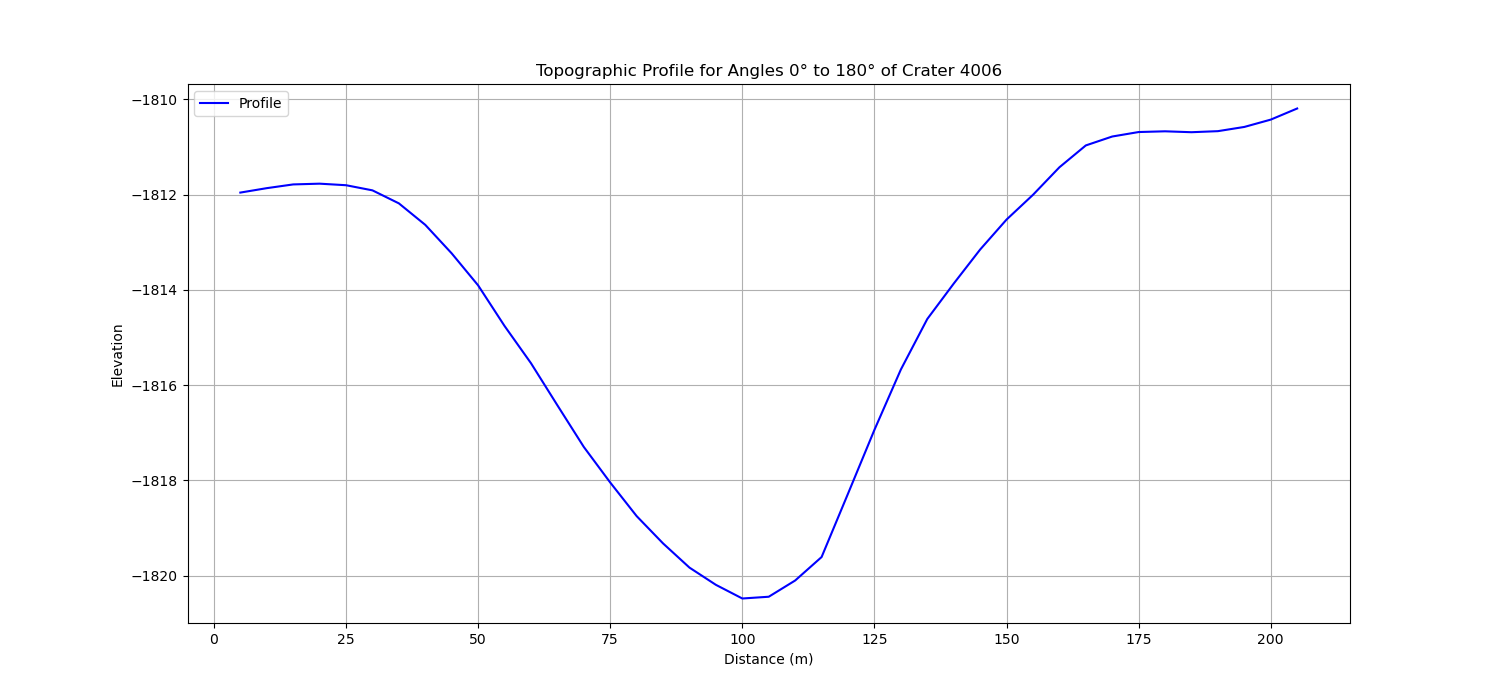 Topographic Profile for Angles 0° to 180° of Crater 4006
Profile
−1810
−1812
−1814
−1816
−1818
−1820
Elevation
0 25 50 75 100 125 150 175 200
Distance (m)